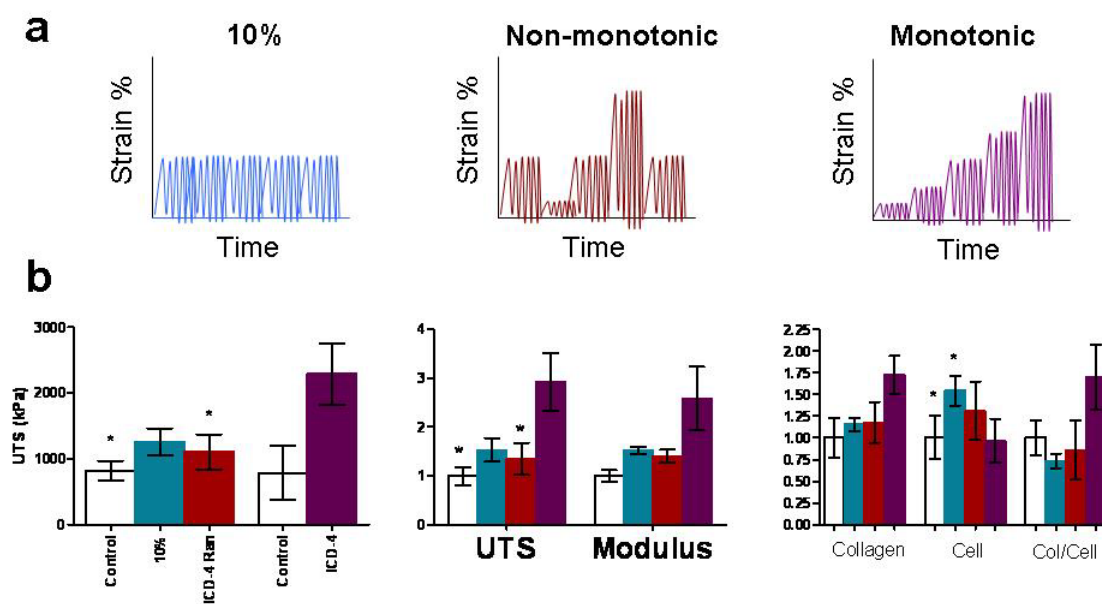 a
10% Non-monotonic Monotonic
Strain % Strain % Strain %
Time Time Time
b
3000
2000
1000
0
UTS (kPa)
Control 10% ICD-4 Ran Control ICD-4
* *
4
3
2
1
0
* *
UTS Modulus
2.25
2.00
1.75
1.50
1.25
1.00
0.75
0.50
0.25
0.00
* *
Collagen Cell Col/Cell